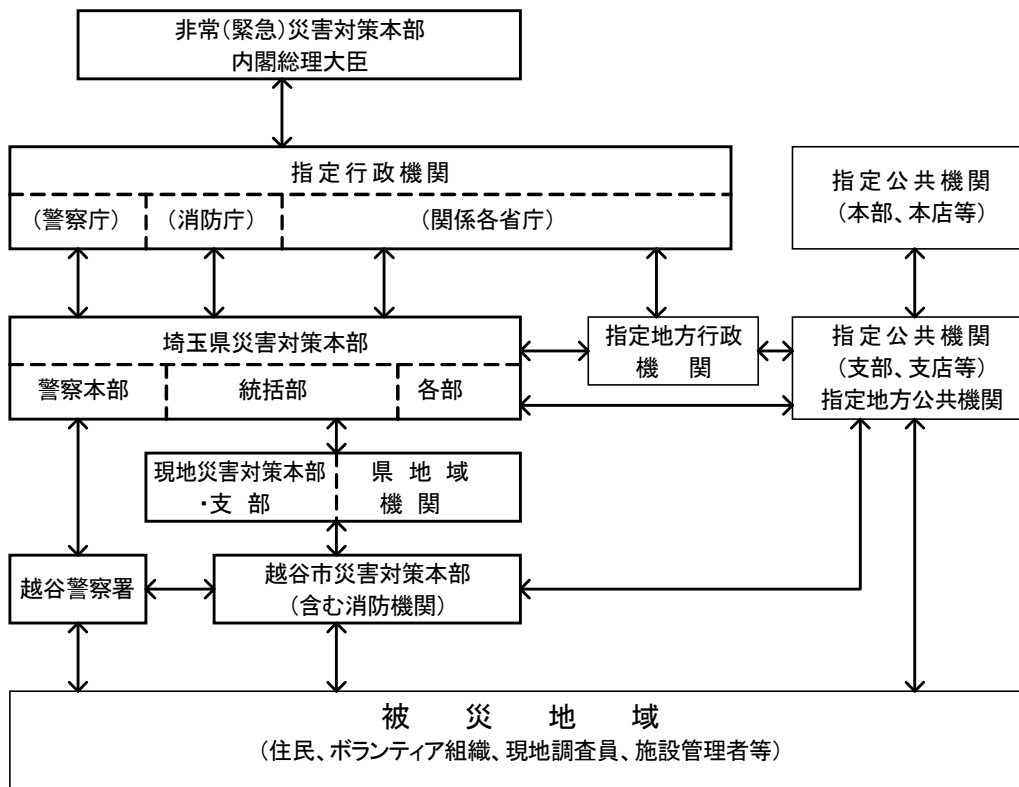 非常(緊急)災害対策本部
内閣総理大臣
指定行政機関
(警察庁)
(消防庁)
(関係各省庁)
指定公共機関
(本部、本店等)
埼玉県災害対策本部
警察本部
統括部
各部
指定地方行政
機 関
指定公共機関
(支部、支店等)
指定地方公共機関
現地災害対策本部
・支 部
県 地 域
機 関
越谷警察署
越谷市災害対策本部
(含む消防機関)
被 災 地 域
(住民、ボランティア組織、現地調査員、施設管理者等)